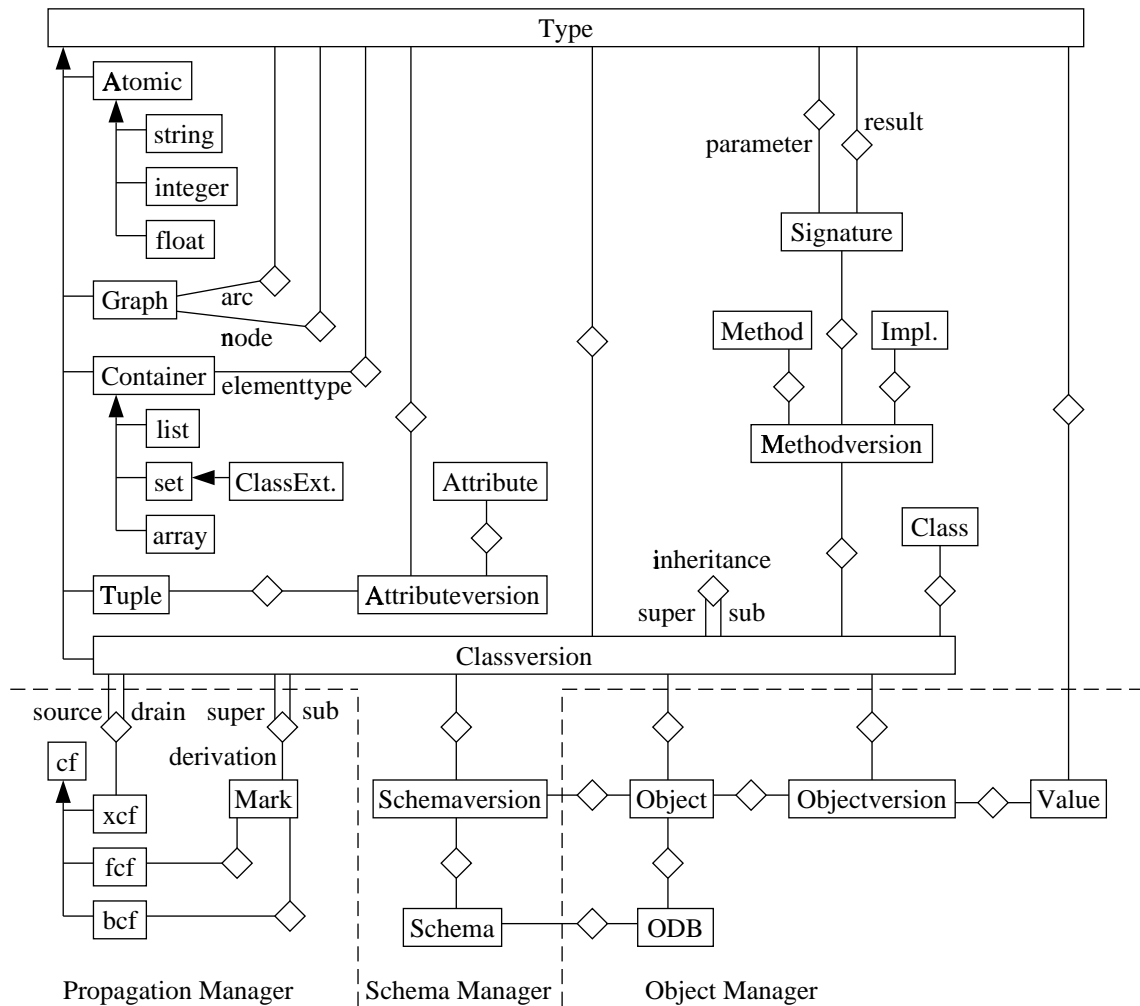 Type
Atomic
string
result
parameter
integer
Signature
float
Graph
arc
node
Method
Impl.
Container
elementtype
list
Methodversion
set
ClassExt.
Attribute
Class
array
inheritance
Tuple
Attributeversion
super
sub
Classversion
source
drain
super
sub
derivation
cf
Mark
Schemaversion
Object
Objectversion
Value
xcf
fcf
bcf
Schema
ODB
Propagation Manager
Schema Manager
Object Manager